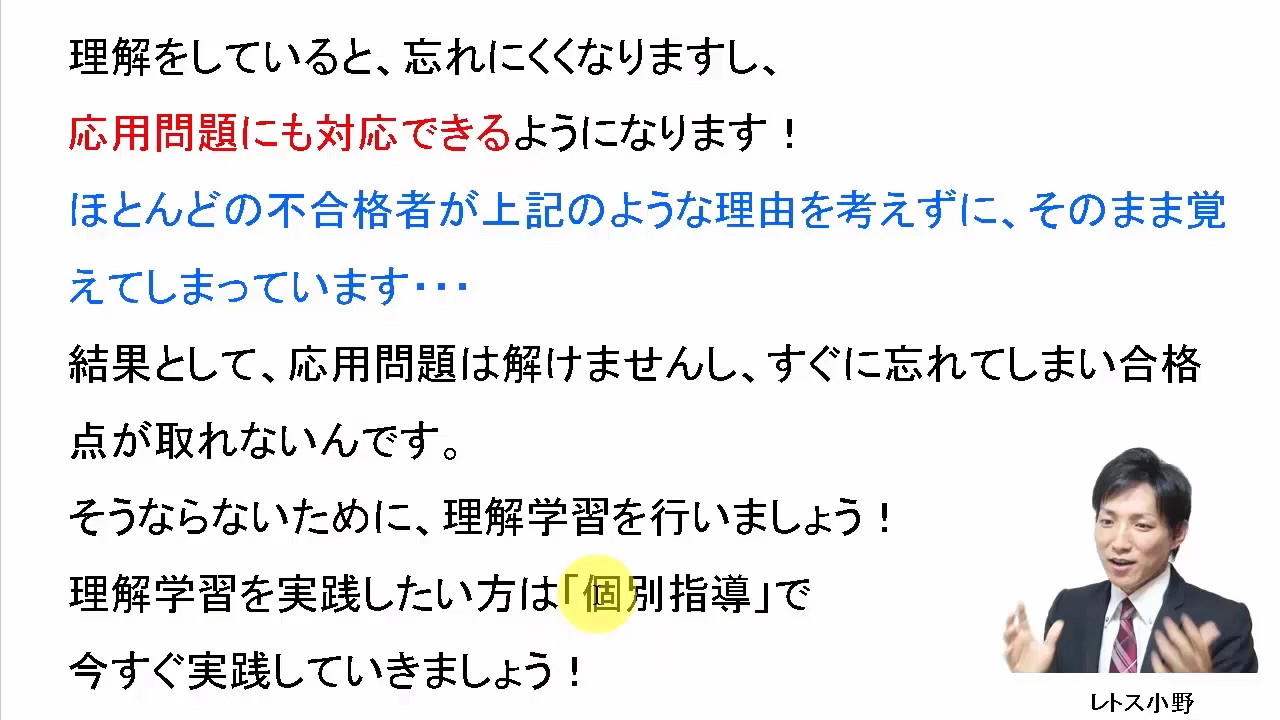 理解をしていると、忘れにくくなりますし、
応用問題にも対応できるようになります！
ほとんどの不合格者が上記のような理由を考えずに、そのまま覚
えてしまっています・・・
結果として、応用問題は解けませんし、すぐに忘れてしまい合格
点が取れないんです。
そうならないために、理解学習を行いましょう！
理解学習を実践したい方は「個別指導」で
今すぐ実践していきましょう！
レトス小野